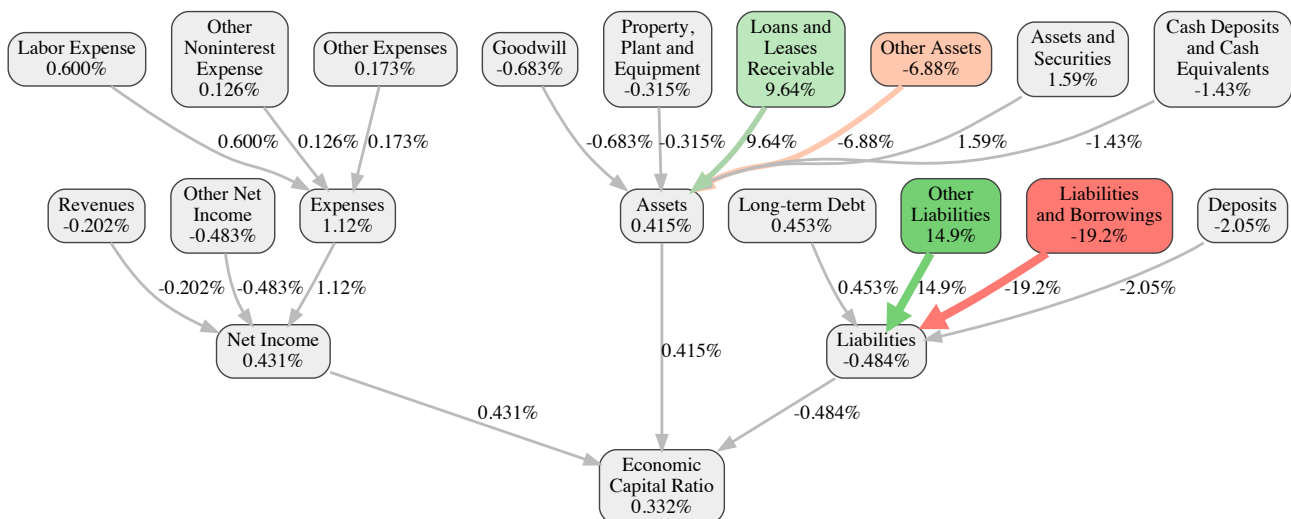 Labor Expense
0.600%
Other
Noninterest
Expense
0.126%
Other Expenses
0.173%
Goodwill
-0.683%
Property,
Plant and
Equipment
-0.315%
Loans and
Leases
Receivable
9.64%
Other Assets
-6.88%
Assets and
Securities
1.59%
Cash Deposits
and Cash
Equivalents
-1.43%
0.600%
0.126%
0.173%
-0.683%
-0.315%
9.64%
-6.88%
1.59%
-1.43%
Revenues
-0.202%
Other Net
Income
-0.483%
Expenses
1.12%
Assets
0.415%
Long-term Debt
0.453%
Other
Liabilities
14.9%
Liabilities
and Borrowings
-19.2%
Deposits
-2.05%
-0.202%
-0.483%
1.12%
0.453%
14.9%
-19.2%
-2.05%
Net Income
0.431%
0.415%
Liabilities
-0.484%
0.431%
-0.484%
Economic
Capital Ratio
0.332%